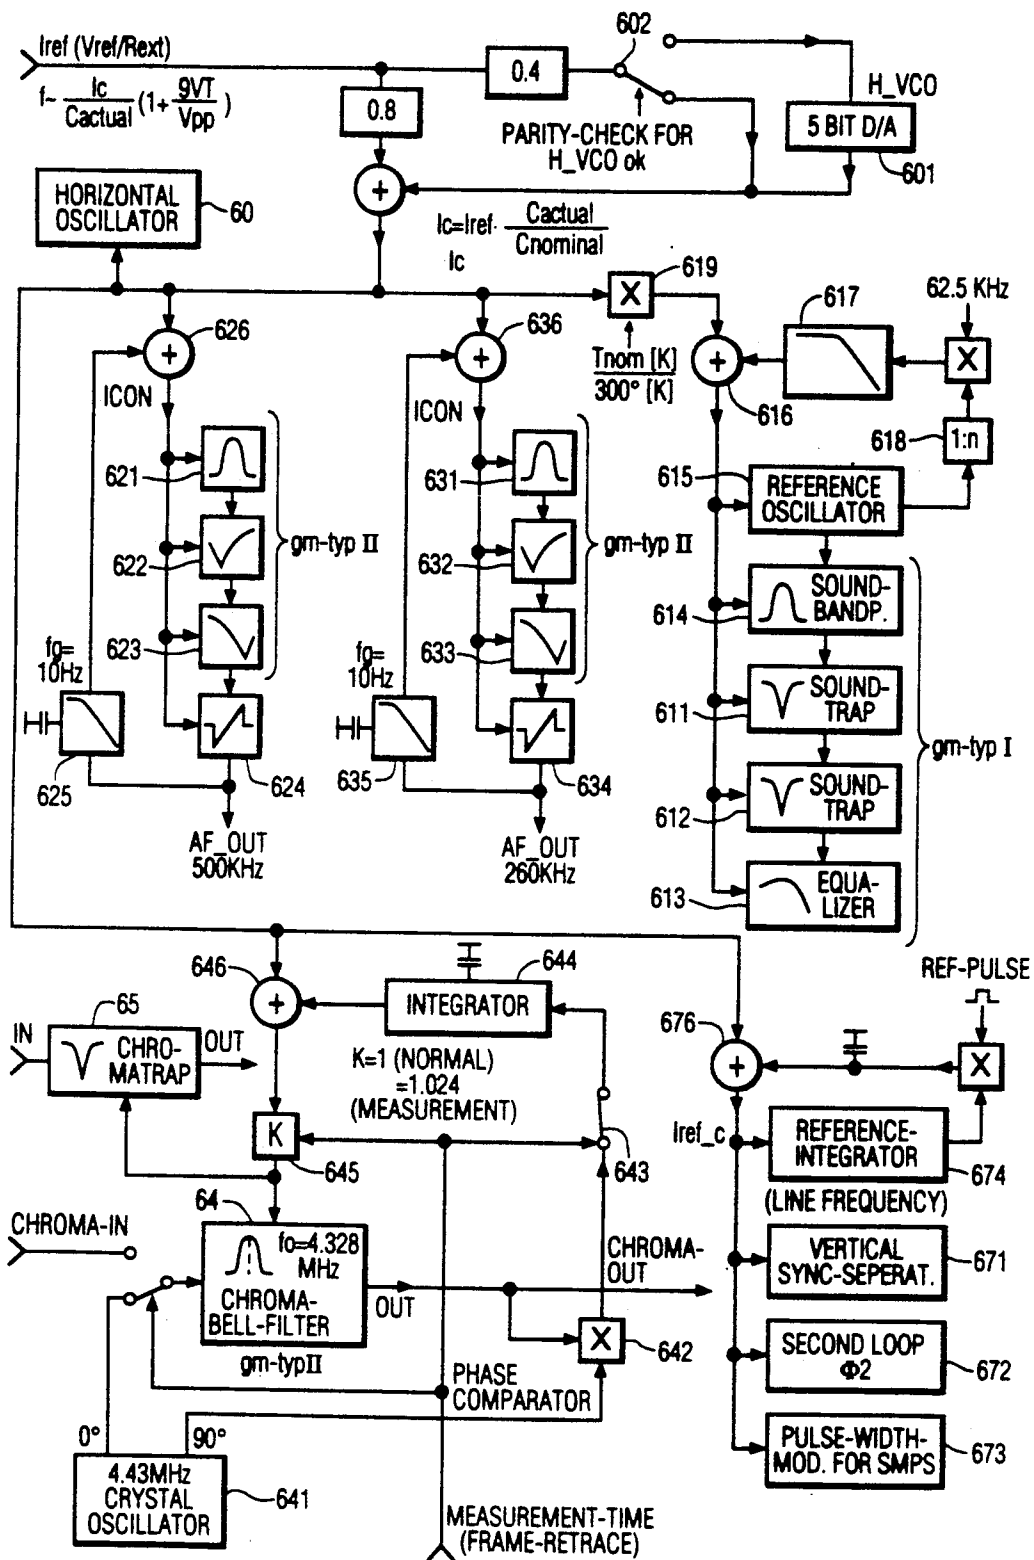 Iref (Vref/Rext)
f~ Ic/Cactual (1+ 9VT/Vpp)
0.4
0.8
602
H_VCO
5 BIT D/A
601
PARITY-CHECK FOR
H_VCO ok
+
HORIZONTAL
OSCILLATOR
60
Ic=Iref· Cactual/Cnominal
Ic
619
X
Tnom [K]
300° [K]
626
+
ICON
636
+
ICON
616
+
617
62.5 KHz
X
618
1:n
621
622
623
gm-typ II
fg=
10Hz
625
624
AF_OUT
500KHz
631
632
633
gm-typ II
fg=
10Hz
635
634
AF_OUT
260KHz
615
REFERENCE
OSCILLATOR
614
SOUND-
BANDP.
611
SOUND-
TRAP
612
SOUND-
TRAP
613
EQUA-
LIZER
gm-typ I
646
+
644
INTEGRATOR
K=1 (NORMAL)
=1.024
(MEASUREMENT)
65
IN
CHRO-
MATRAP
OUT
K
645
643
64
CHROMA-IN
fo=4.328
MHz
CHROMA-
BELL-FILTER
gm-typII
OUT
CHROMA-
OUT
X
642
PHASE
COMPARATOR
0°
90°
4.43MHz
CRYSTAL
OSCILLATOR
641
MEASUREMENT-TIME
(FRAME-RETRACE)
REF-PULSE
676
+
X
Iref_c
REFERENCE-
INTEGRATOR
674
(LINE FREQUENCY)
VERTICAL
SYNC-SEPERAT.
671
SECOND LOOP
Φ2
672
PULSE-WIDTH-
MOD. FOR SMPS
673